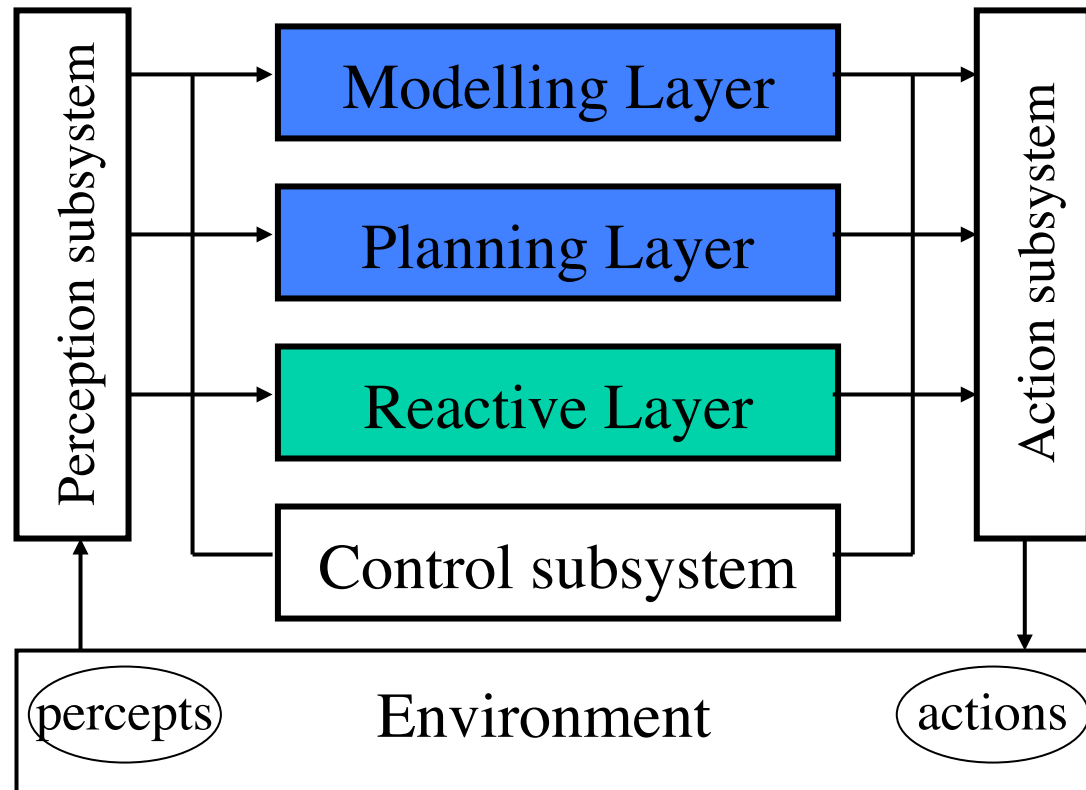 Perception subsystem
Modelling Layer
Planning Layer
Reactive Layer
Control subsystem
Action subsystem
percepts
Environment
actions